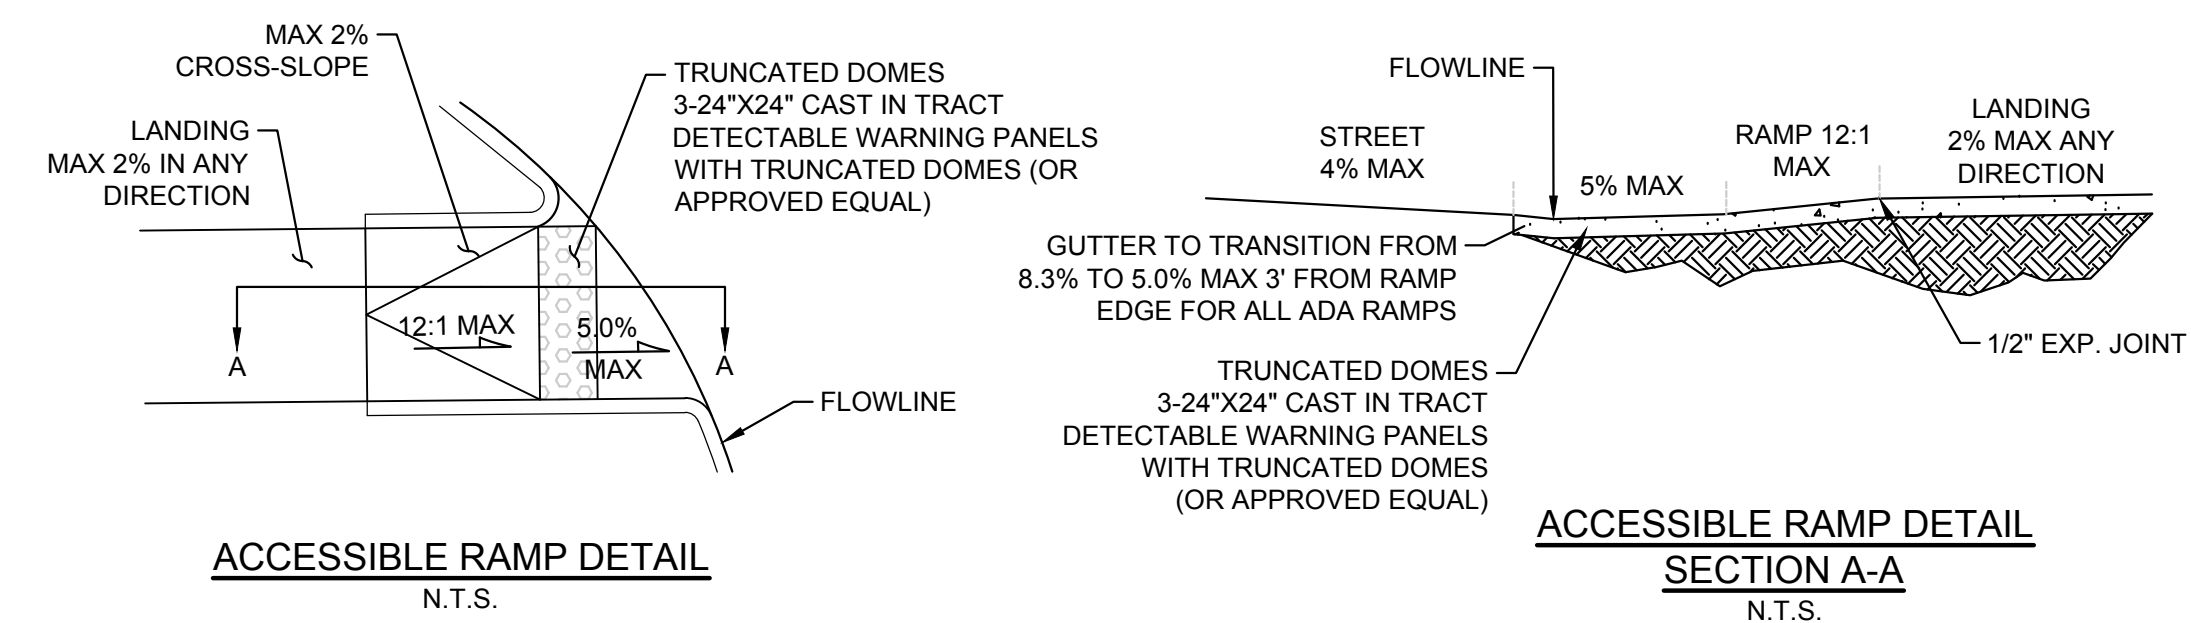 MAX 2%
CROSS-SLOPE
LANDING
MAX 2% IN ANY
DIRECTION
TRUNCATED DOMES
3-24"X24" CAST IN TRACT
DETECTABLE WARNING PANELS
WITH TRUNCATED DOMES (OR
APPROVED EQUAL)
12:1 MAX
5.0%
MAX
A
A
FLOWLINE
ACCESSIBLE RAMP DETAIL
N.T.S.
FLOWLINE
STREET
4% MAX
5% MAX
RAMP 12:1
MAX
LANDING
2% MAX ANY
DIRECTION
GUTTER TO TRANSITION FROM
8.3% TO 5.0% MAX 3' FROM RAMP
EDGE FOR ALL ADA RAMPS
1/2" EXP. JOINT
TRUNCATED DOMES
3-24"X24" CAST IN TRACT
DETECTABLE WARNING PANELS
WITH TRUNCATED DOMES
(OR APPROVED EQUAL)
ACCESSIBLE RAMP DETAIL
SECTION A-A
N.T.S.